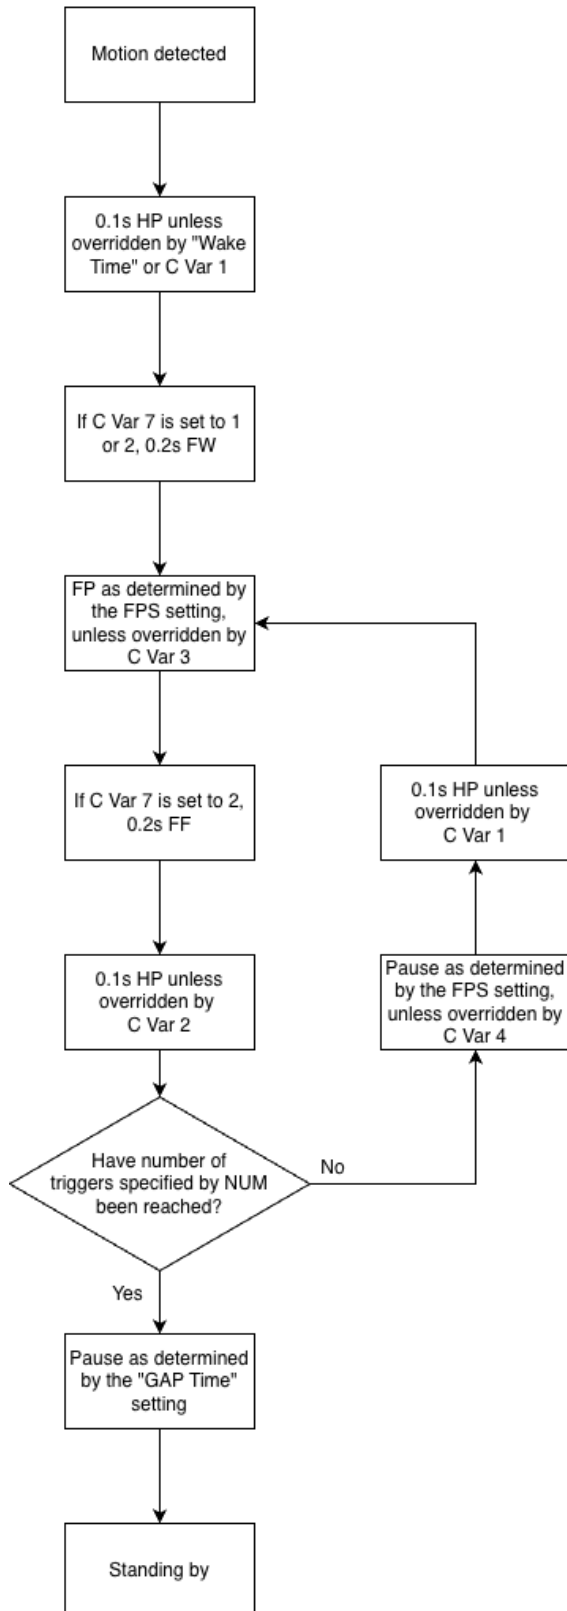 Motion detected
0.1s HP unless
overridden by "Wake
Time" or C Var 1
If C Var 7 is set to 1
or 2, 0.2s FW
FP as determined by
the FPS setting,
unless overridden by
C Var 3
If C Var 7 is set to 2,
0.2s FF
0.1s HP unless
overridden by
C Var 1
0.1s HP unless
overridden by
C Var 2
Pause as determined
by the FPS setting,
unless overridden by
C Var 4
Have number of
triggers specified by NUM
been reached?
No
Yes
Pause as determined
by the "GAP Time"
setting
Standing by